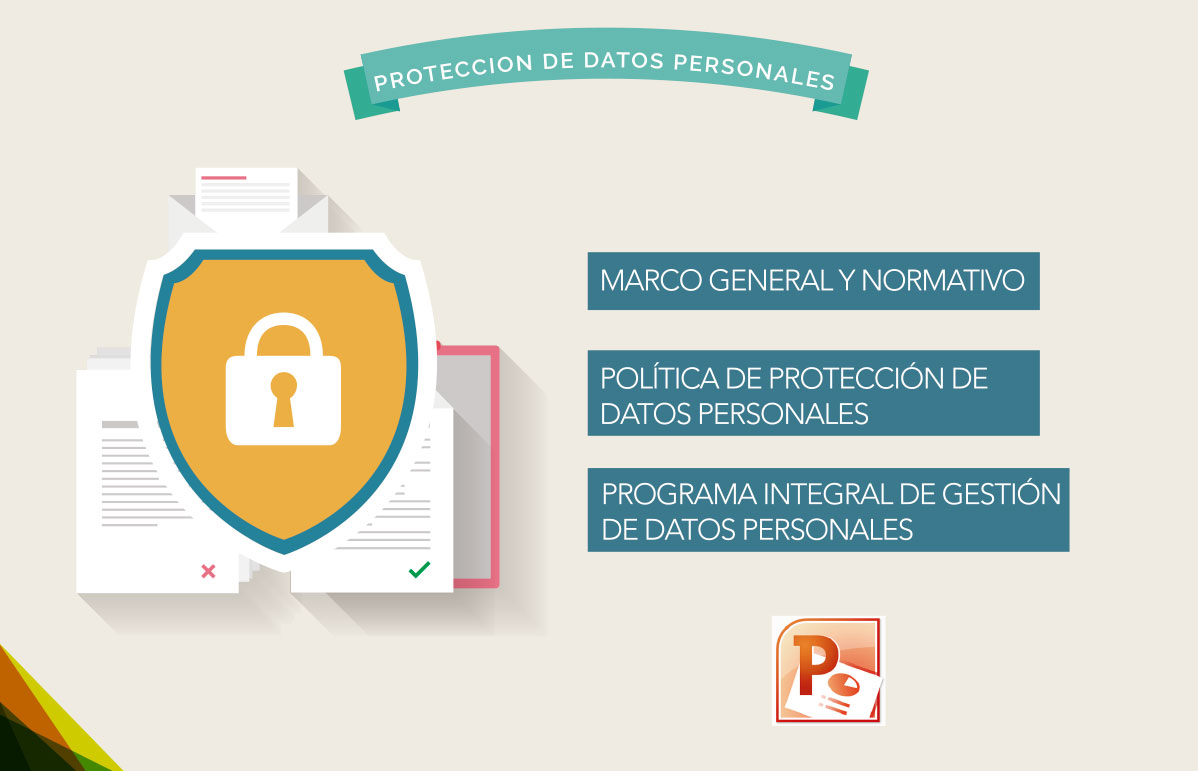 PROTECCION DE DATOS PERSONALES
MARCO GENERAL Y NORMATIVO
POLÍTICA DE PROTECCIÓN DE
DATOS PERSONALES
PROGRAMA INTEGRAL DE GESTIÓN
DE DATOS PERSONALES
P